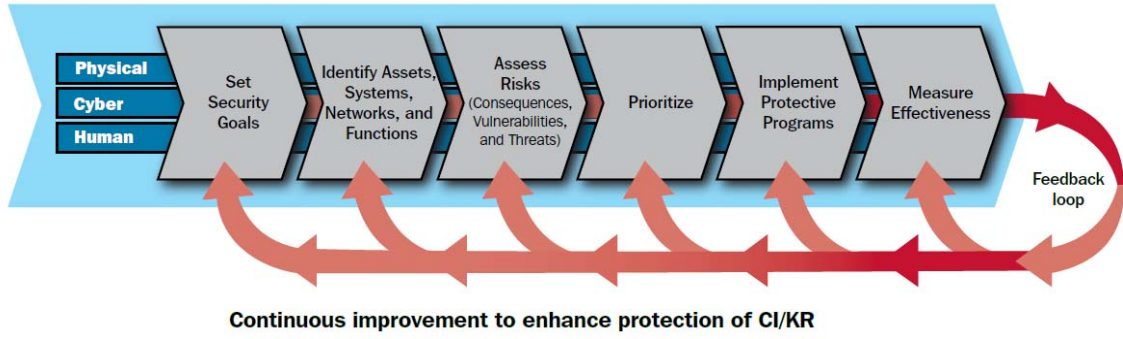 Physical
Cyber
Human
Set
Security
Goals
Identify Assets,
Systems,
Networks, and
Functions
Assess
Risks
(Consequences,
Vulnerabilities,
and Threats)
Prioritize
Implement
Protective
Programs
Measure
Effectiveness
Feedback
loop
Continuous improvement to enhance protection of CI/KR